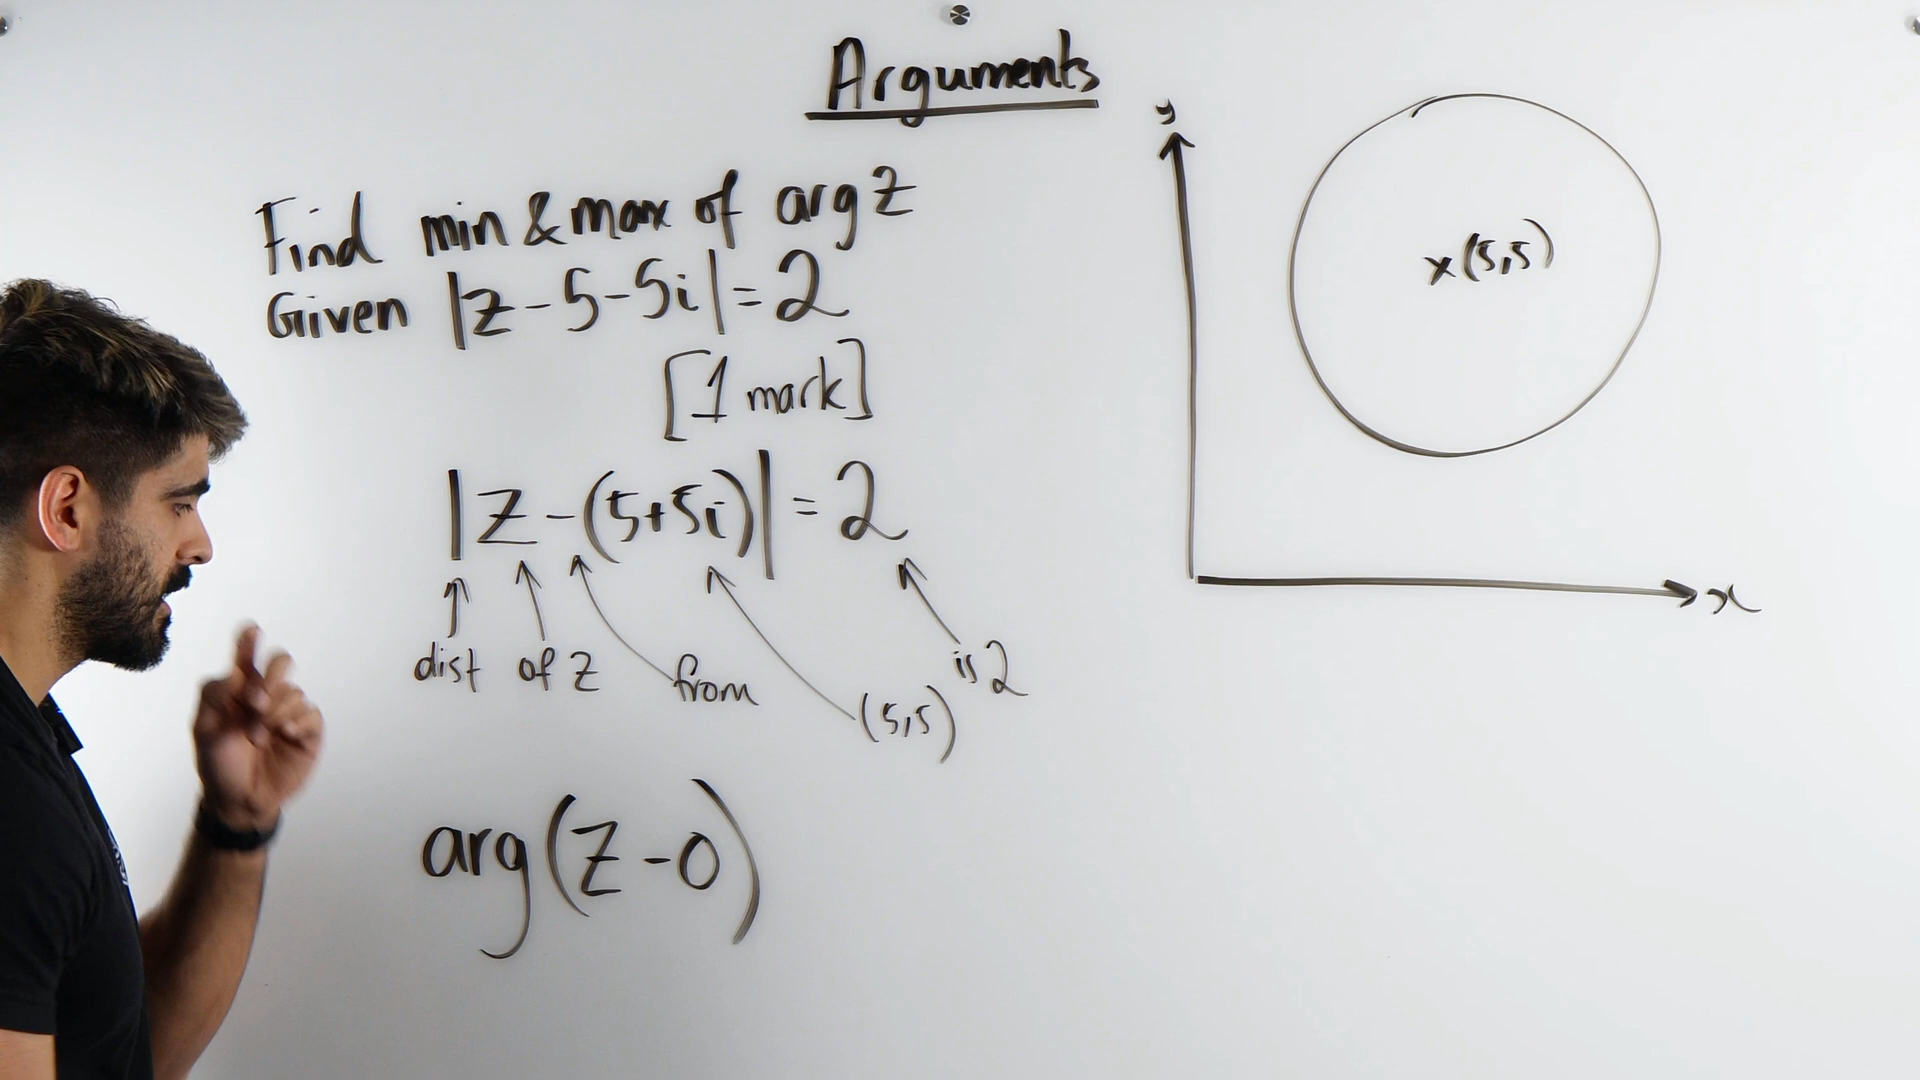 Arguments
Find min & max of arg z
Given |z-5-5i|=2
[1 mark]
|z-(5+5i)|=2
dist of z from (5,5) is 2
arg(z-0)
y
x(5,5)
x